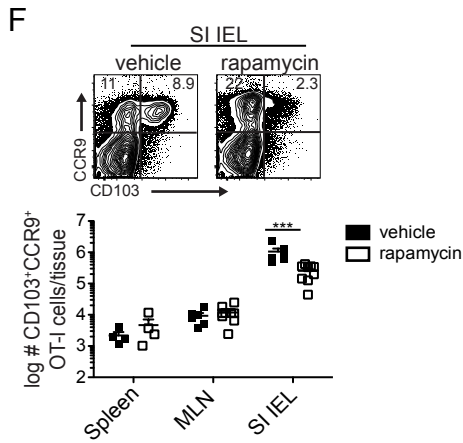 F
SI IEL
vehicle rapamycin
11 8.9 22 2.3
CCR9
CD103
log # CD103⁺CCR9⁺
OT-I cells/tissue
7
6
5
4
3
2
***
vehicle
rapamycin
Spleen MLN SI IEL